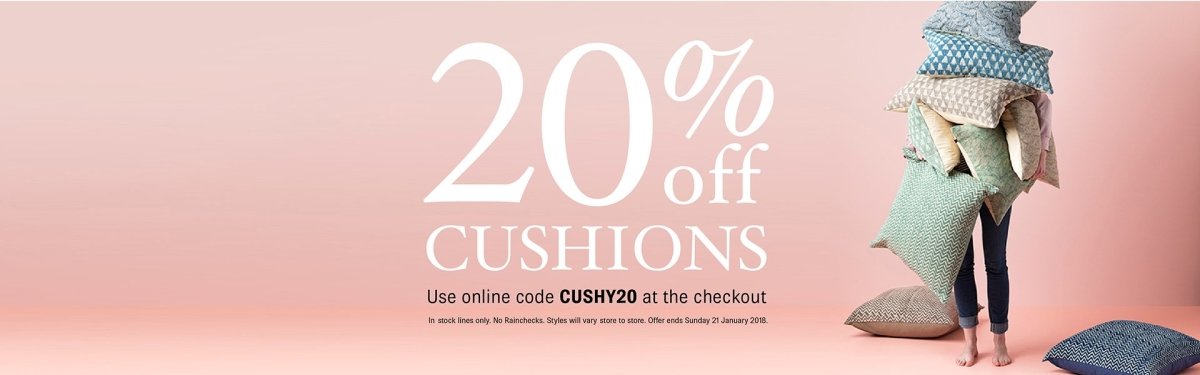 20% off
CUSHIONS
Use online code CUSHY20 at the checkout
In stock lines only. No Rainchecks. Styles will vary store to store. Offer ends Sunday 21 January 2018.